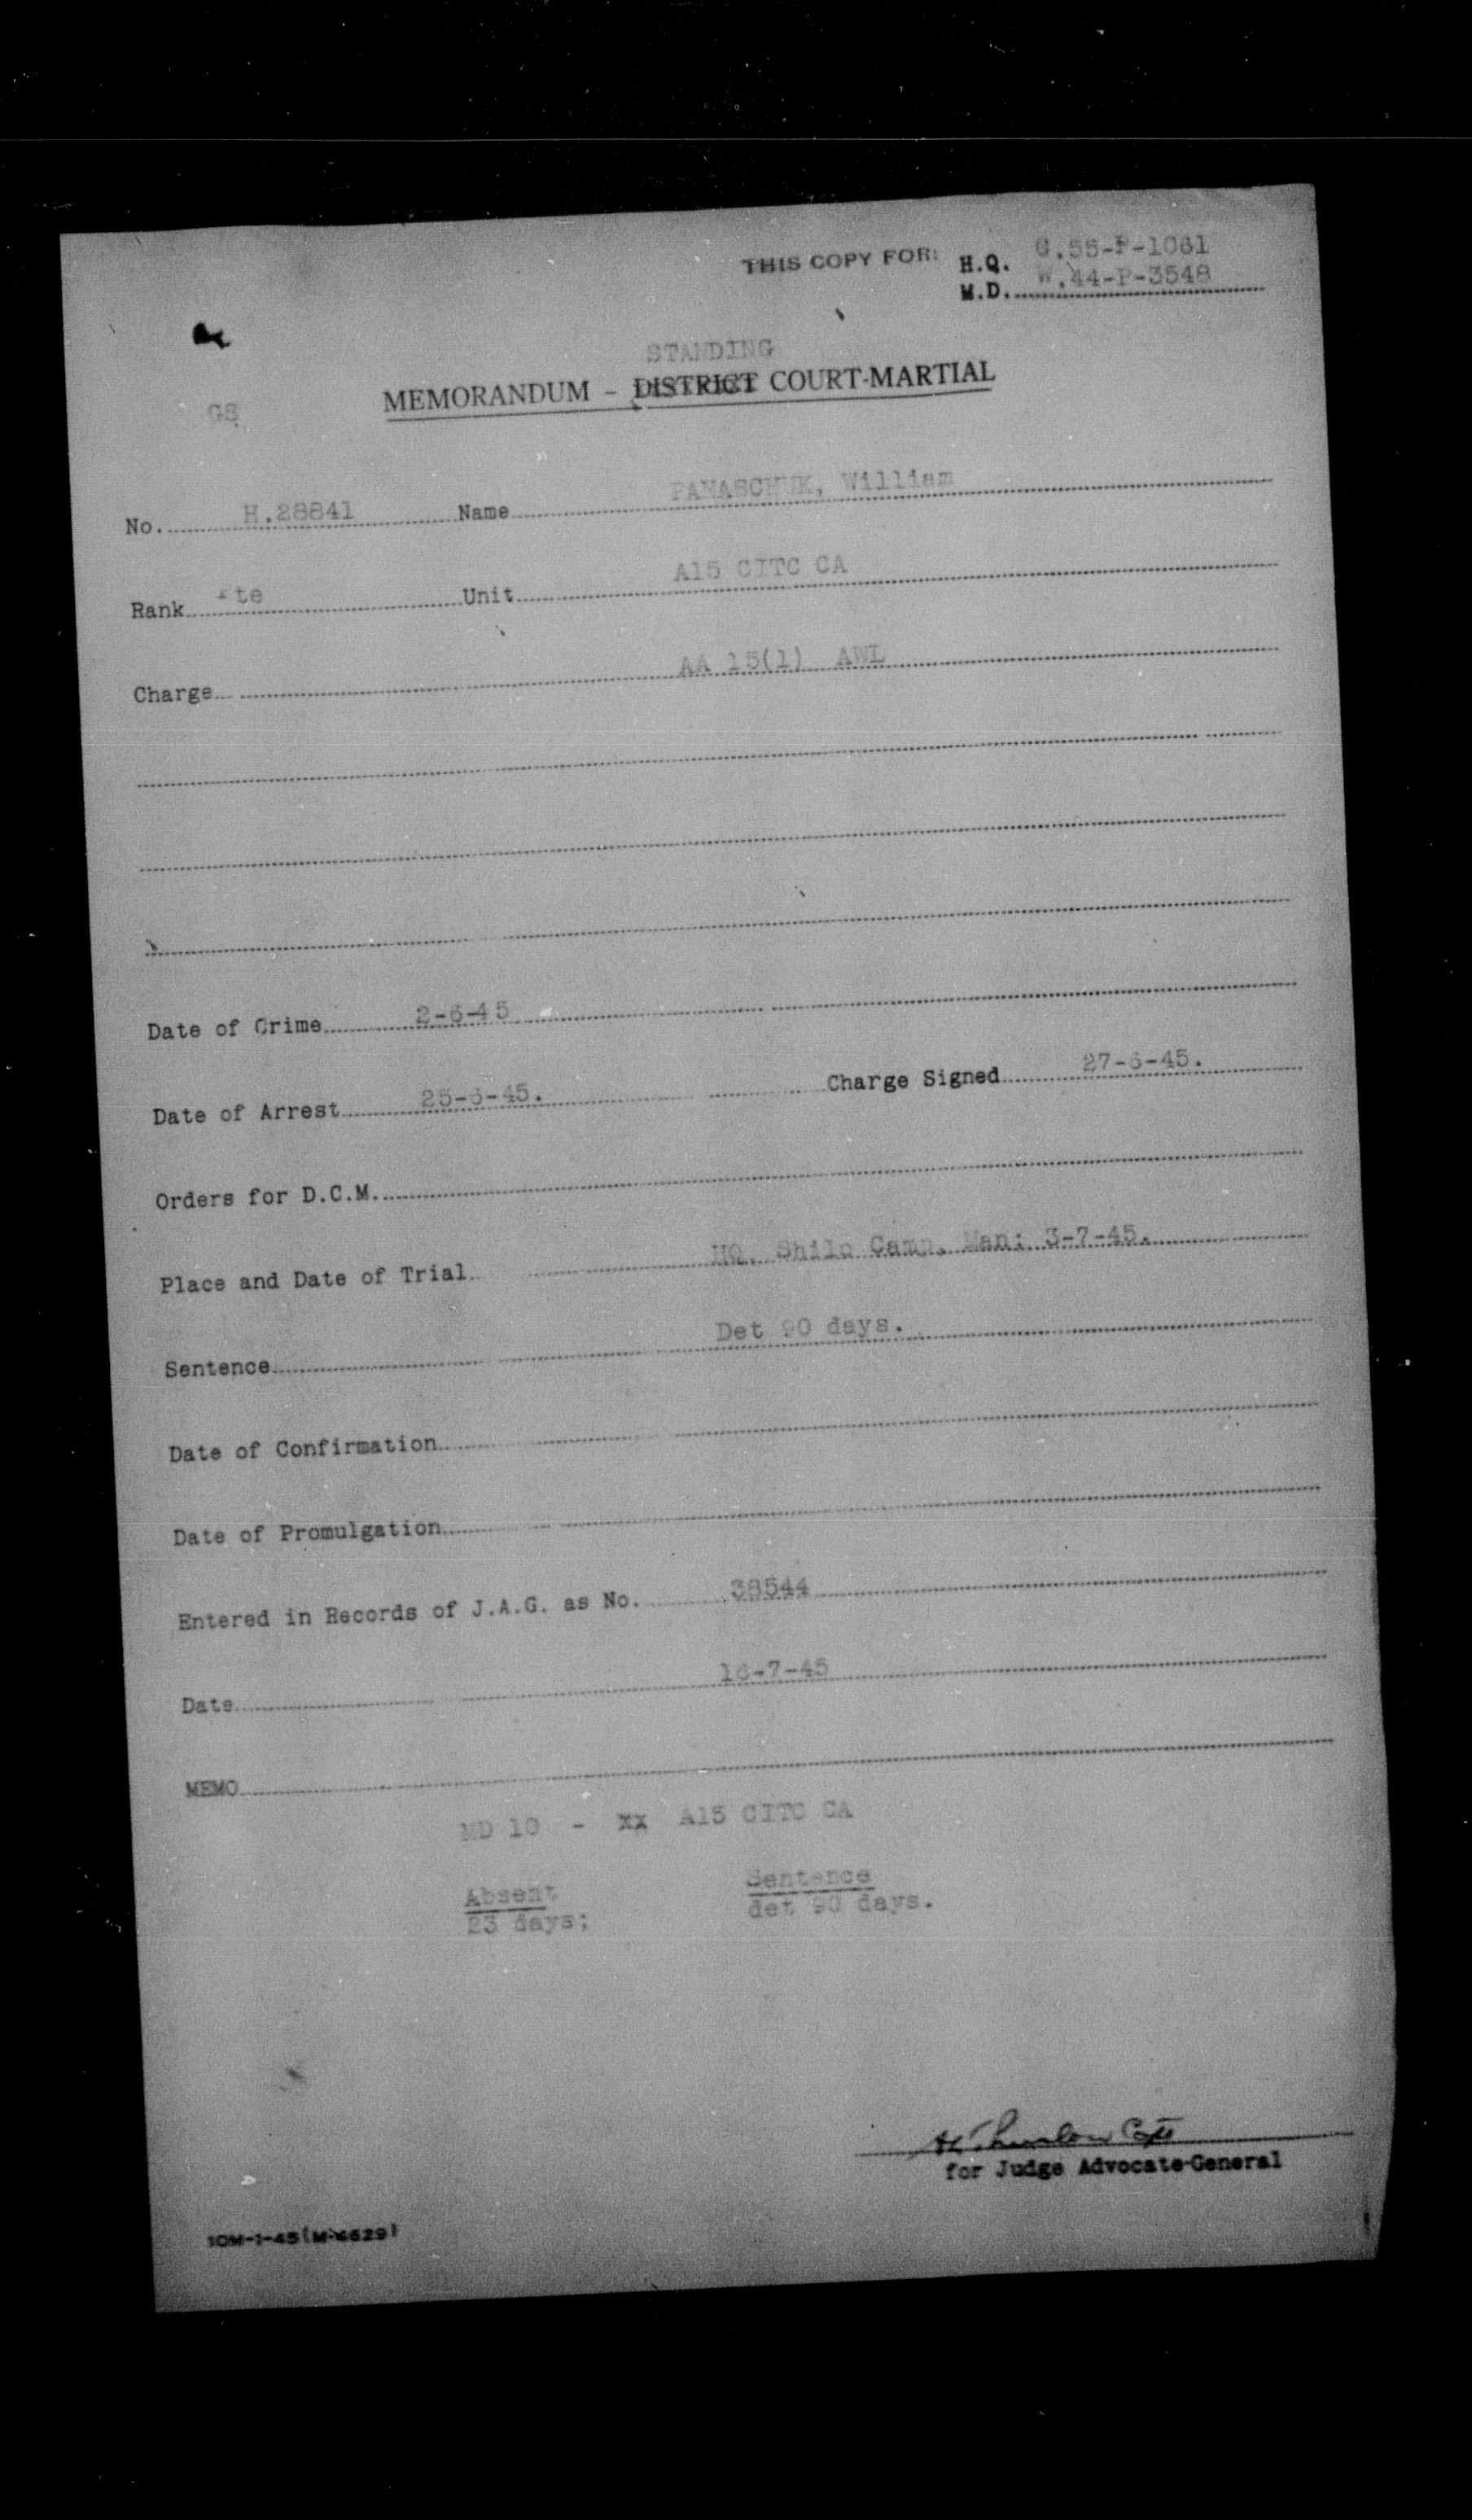 THIS COPY FOR: H.Q. G.55-P-1061
M.D. W.44-P-3548
STANDING
MEMORANDUM - DISTRICT COURT-MARTIAL
GS
No. H.28841 Name PANASCHUK, William
Rank Pte Unit A15 CITC CA
Charge AA 15(1) AWL
Date of Crime 2-6-45
Date of Arrest 25-6-45. Charge Signed 27-6-45.
Orders for D.C.M.
Place and Date of Trial HQ. Shilo Camp, Man: 3-7-45.
Sentence Det 90 days.
Date of Confirmation
Date of Promulgation
Entered in Records of J.A.G. as No. 38544
Date 16-7-45
MEMO
MD 10 - xx A15 CITC CA
Absent Sentence
23 days; det 90 days.
Capt
for Judge Advocate-General
10M-1-45(M-4629)